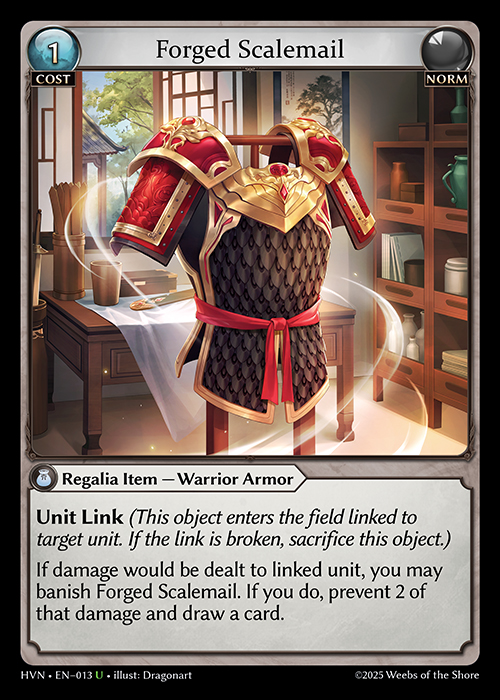 1
COST
Forged Scalemail
NORM
Regalia Item — Warrior Armor
Unit Link (This object enters the field linked to
target unit. If the link is broken, sacrifice this object.)
If damage would be dealt to linked unit, you may
banish Forged Scalemail. If you do, prevent 2 of
that damage and draw a card.
HVN • EN-013 U • illust: Dragonart
©2025 Weebs of the Shore